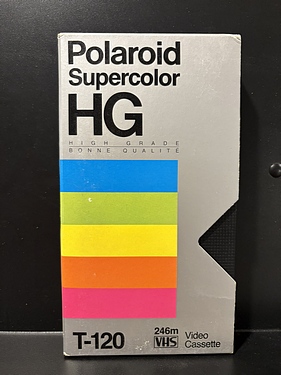 Polaroid
Supercolor
HG
HIGH GRADE
BONNE QUALITÉ
T-120
246m
VHS
Video
Cassette